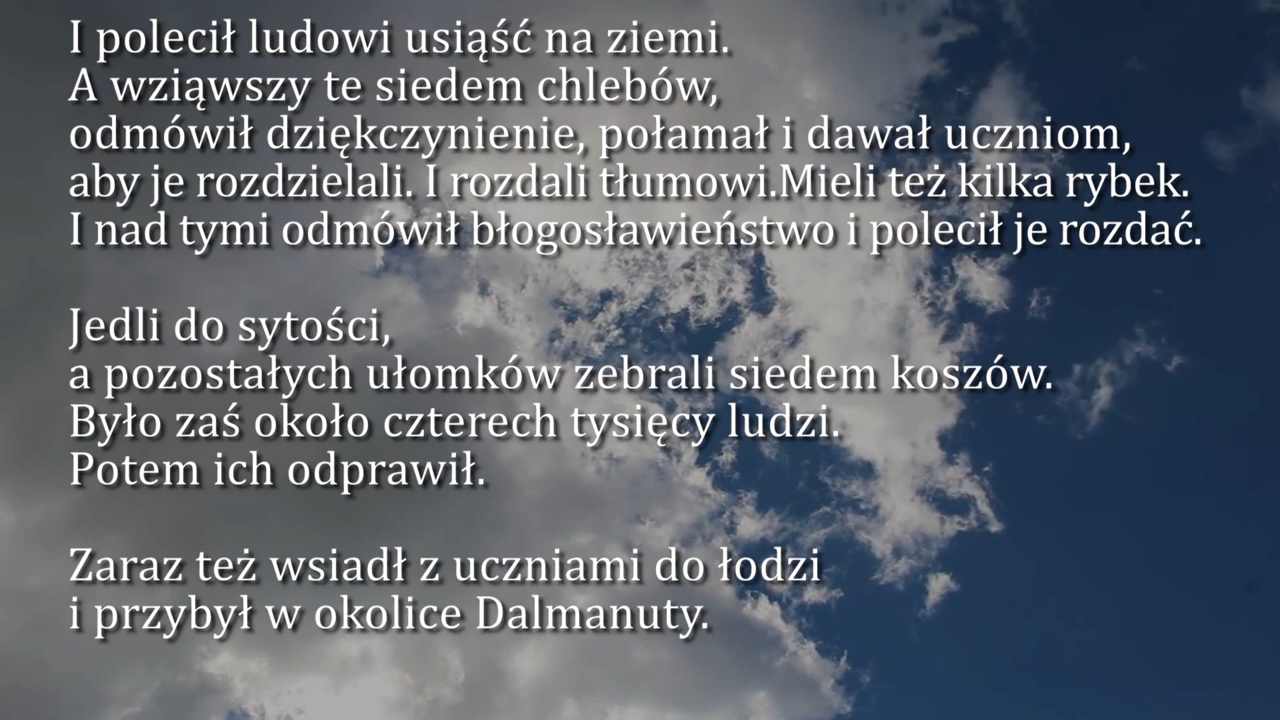 I polecił ludowi usiąść na ziemi.
A wziąwszy te siedem chlebów,
odmówił dziękczynienie, połamał i dawał uczniom,
aby je rozdzielali. I rozdali tłumowi.Mieli też kilka rybek.
I nad tymi odmówił błogosławieństwo i polecił je rozdać.
Jedli do sytości,
a pozostałych ułomków zebrali siedem koszów.
Było zaś około czterech tysięcy ludzi.
Potem ich odprawił.
Zaraz też wsiadł z uczniami do łodzi
i przybył w okolice Dalmanuty.